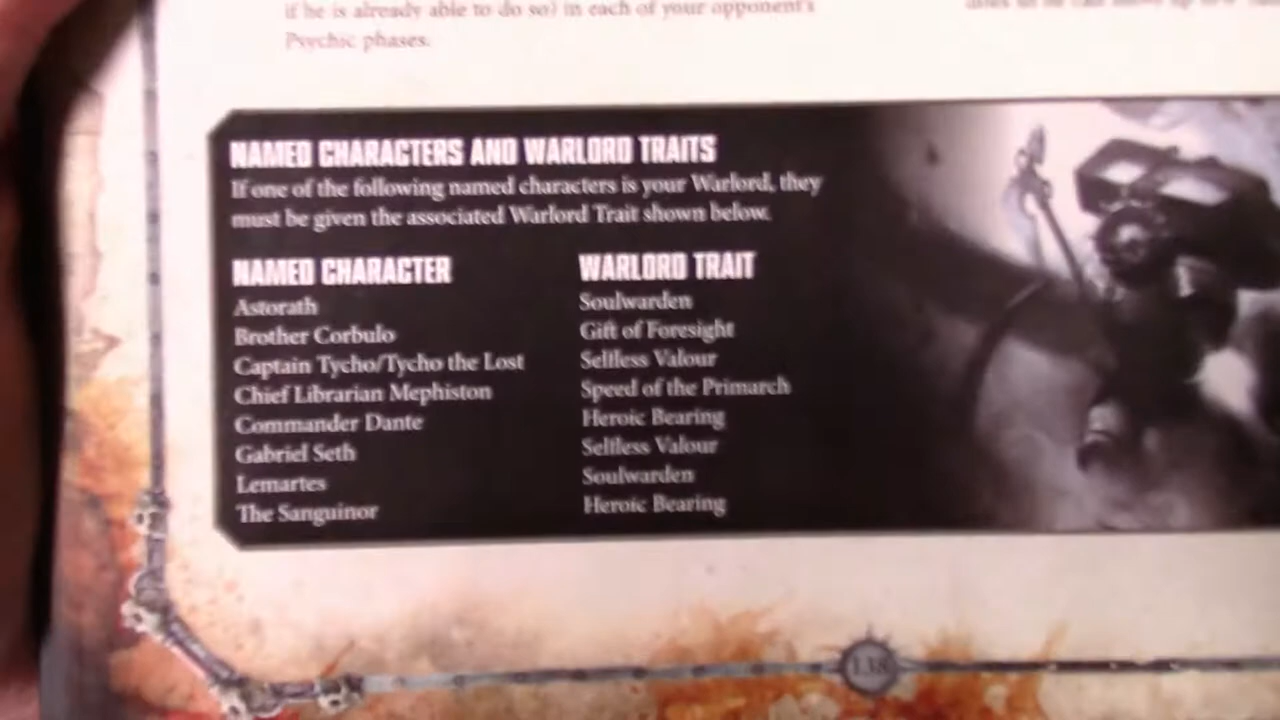 if he is already able to do so) in each of your opponent's
Psychic phases.
NAMED CHARACTERS AND WARLORD TRAITS
If one of the following named characters is your Warlord, they
must be given the associated Warlord Trait shown below.
NAMED CHARACTER WARLORD TRAIT
Astorath Soulwarden
Brother Corbulo Gift of Foresight
Captain Tycho/Tycho the Lost Selfless Valour
Chief Librarian Mephiston Speed of the Primarch
Commander Dante Heroic Bearing
Gabriel Seth Selfless Valour
Lemartes Soulwarden
The Sanguinor Heroic Bearing
138